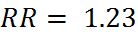 RR = 1.23